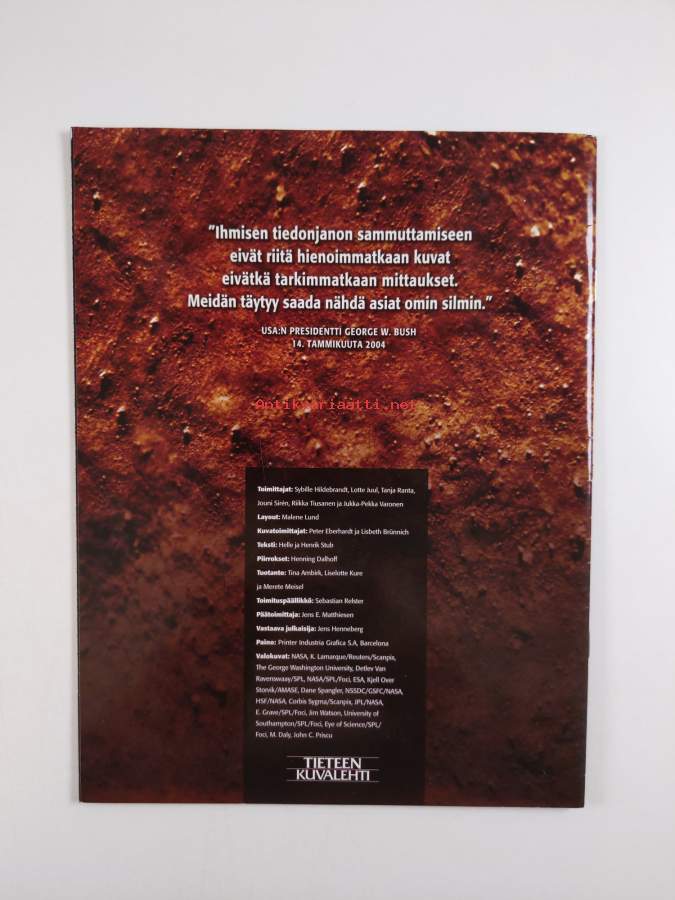 "Ihmisen tiedonjanon sammuttamiseen
eivät riitä hienoimmatkaan kuvat
eivätkä tarkimmatkaan mittaukset.
Meidän täytyy saada nähdä asiat omin silmin."
USA:N PRESIDENTTI GEORGE W. BUSH
14. TAMMIKUUTA 2004
Antikvariaatti.net
Toimittajat: Sybille Hildebrandt, Lotte Juul, Tanja Ranta,
Jouni Sirén, Riikka Tiusanen ja Jukka-Pekka Varonen
Layout: Malene Lund
Kuvatoimittajat: Peter Eberhardt ja Lisbeth Brünnich
Teksti: Helle ja Henrik Stub
Piirrokset: Henning Dalhoff
Tuotanto: Tina Ambirk, Liselotte Kure
ja Merete Meisel
Toimituspäällikkö: Sebastian Relster
Päätoimittaja: Jens E. Matthiesen
Vastaava julkaisija: Jens Henneberg
Paino: Printer Industria Grafica S.A, Barcelona
Valokuvat: NASA, K. Lamarque/Reuters/Scanpix,
The George Washington University, Detlev Van
Ravenswaay/SPL, NASA/SPL/Foci, ESA, Kjell Over
Storvik/AMASE, Dane Spangler, NSSDC/GSFC/NASA,
HSF/NASA, Corbis Sygma/Scanpix, JPL/NASA,
E. Grave/SPL/Foci, Jim Watson, University of
Southampton/SPL/Foci, Eye of Science/SPL/
Foci, M. Daly, John C. Priscu
TIETEEN
KUVALEHTI